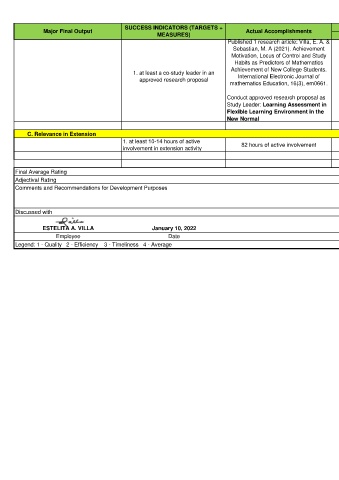 Major Final Output
SUCCESS INDICATORS (TARGETS +
MEASURES)
Actual Accomplishments
1. at least a co-study leader in an
approved research proposal
Published 1 research article: Villa, E. A. &
Sebastian, M. A (2021). Achievement
Motivation, Locus of Control and Study
Habits as Predictors of Mathematics
Achievement of New College Students.
International Electronic Journal of
mathematics Education, 16(3), em0661.
Conduct approved research proposal as
Study Leader: Learning Assessment in
Flexible Learning Environment in the
New Normal
C. Relevance in Extension
1. at least 10-14 hours of active
involvement in extension activity
82 hours of active involvement
Final Average Rating
Adjectival Rating
Comments and Recommendations for Development Purposes
Discussed with
ESTELITA A. VILLA
January 10, 2022
Employee
Date
Legend: 1 - Quality 2 - Efficiency 3 - Timeliness 4 - Average